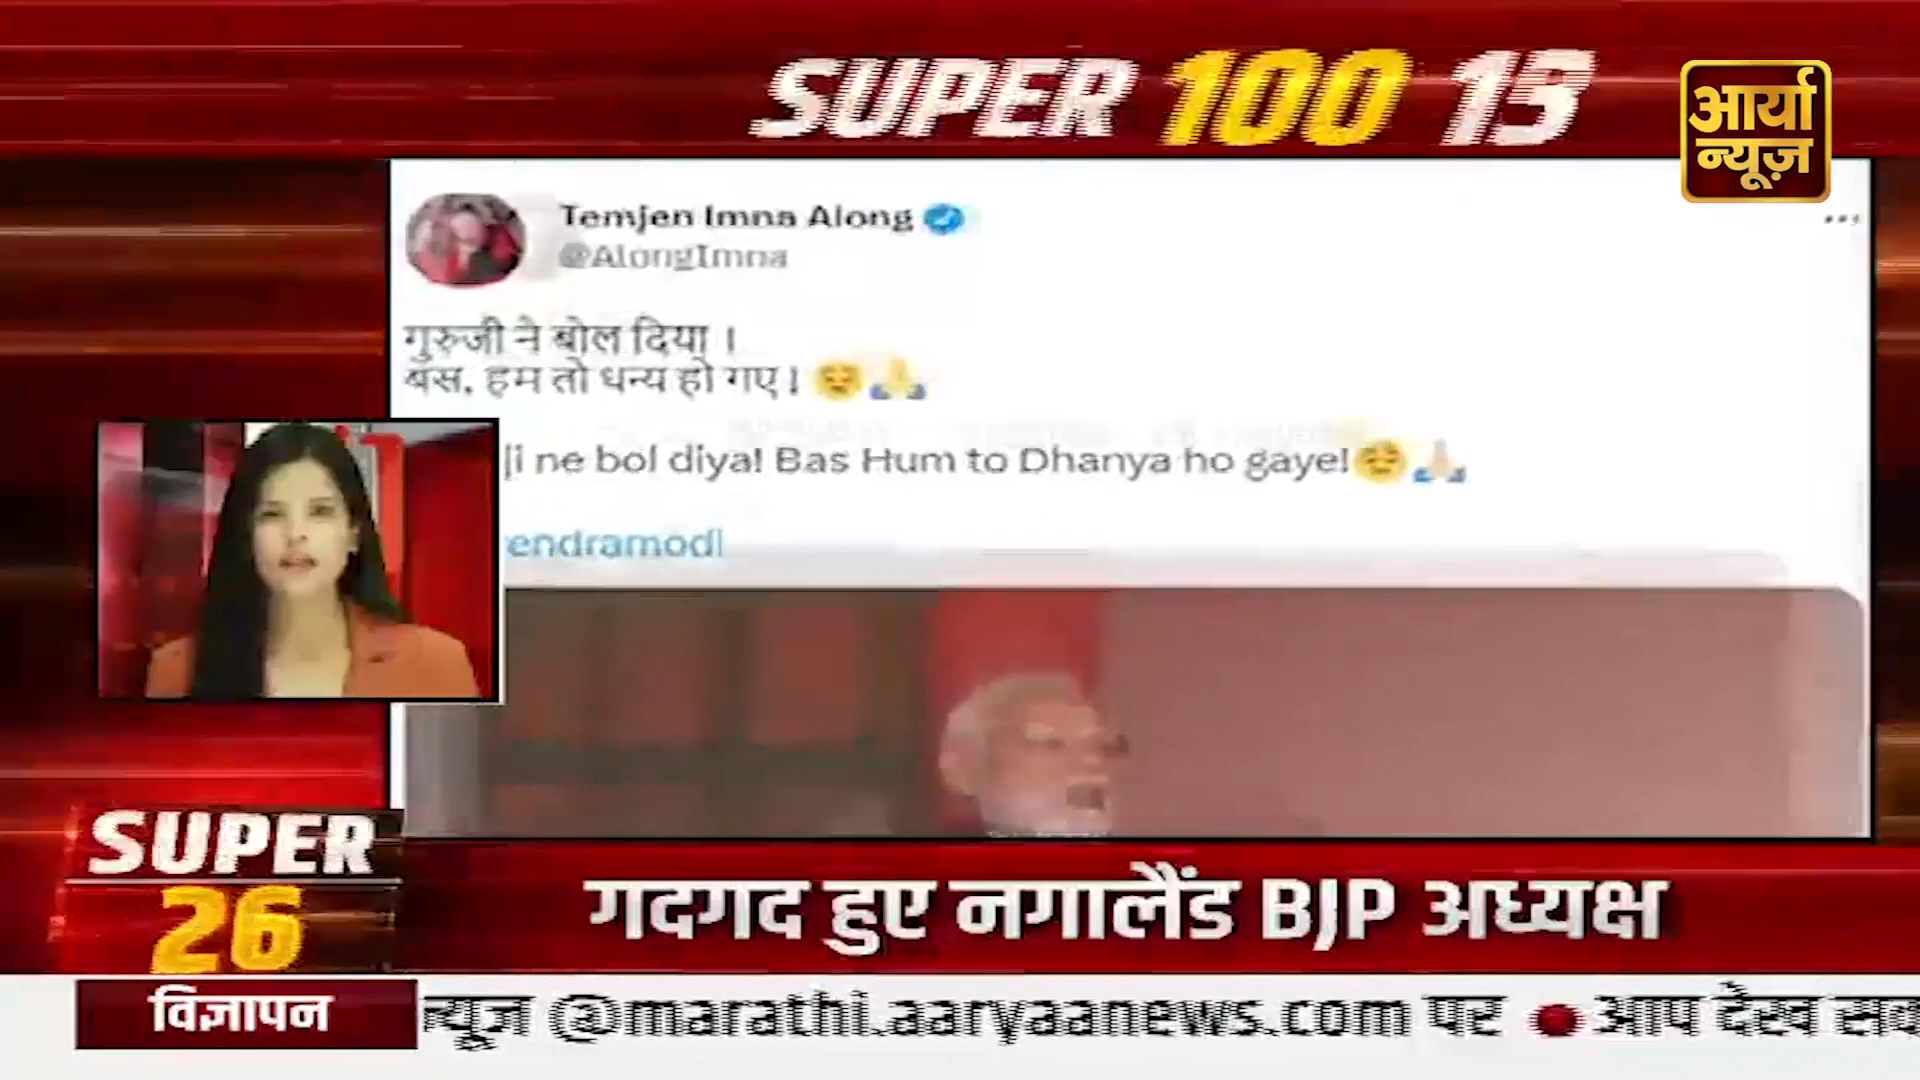 SUPER 100 13
आर्या
न्यूज़
Temjen Imna Along
@AlongImna
गुरुजी ने बोल दिया ।
बस, हम तो धन्य हो गए।
ji ne bol diya! Bas Hum to Dhanya ho gaye!
endramodi
SUPER
26
गदगद हुए नगालैंड BJP अध्यक्ष
विज्ञापन
न्यूज @marathi.aaryaanews.com पर ● आप देख सक